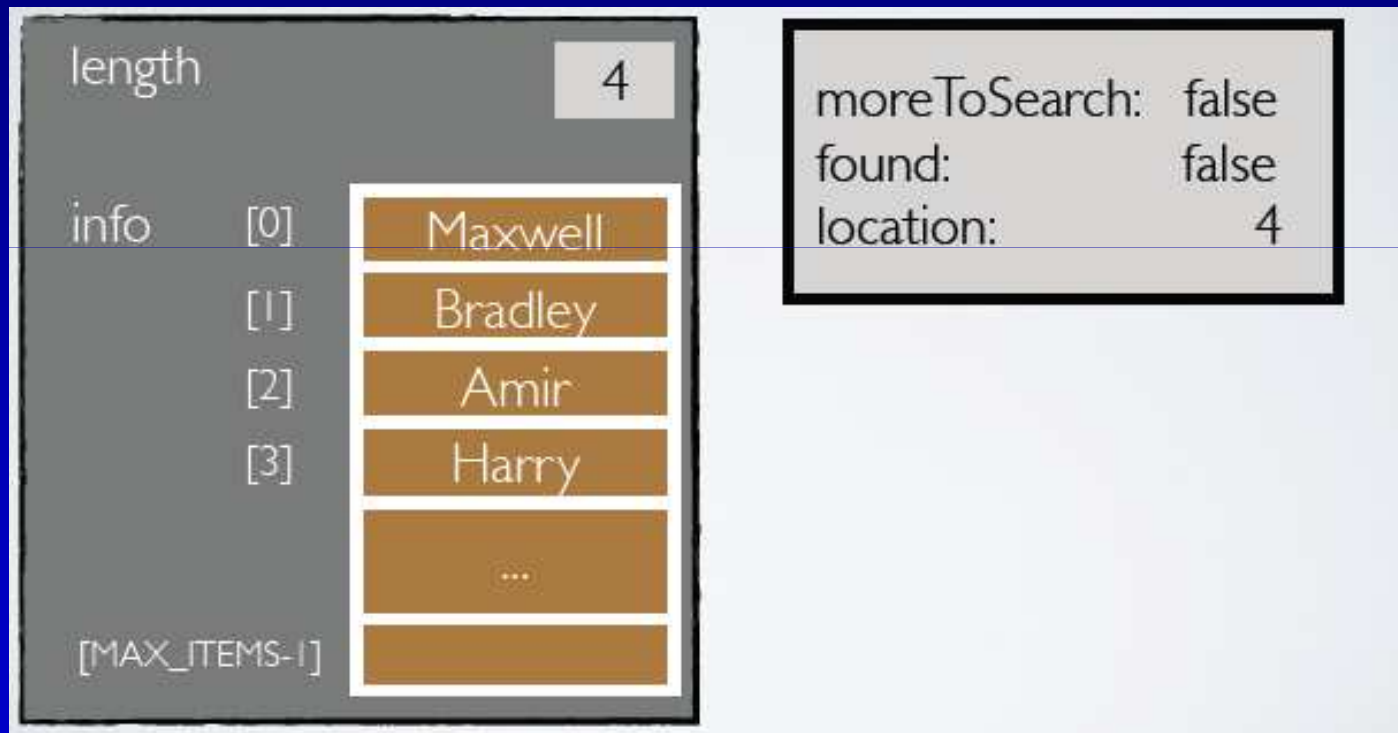 length 4
info [0] Maxwell
[1] Bradley
[2] Amir
[3] Harry
...
[MAX_ITEMS-1]
moreToSearch: false
found: false
location: 4